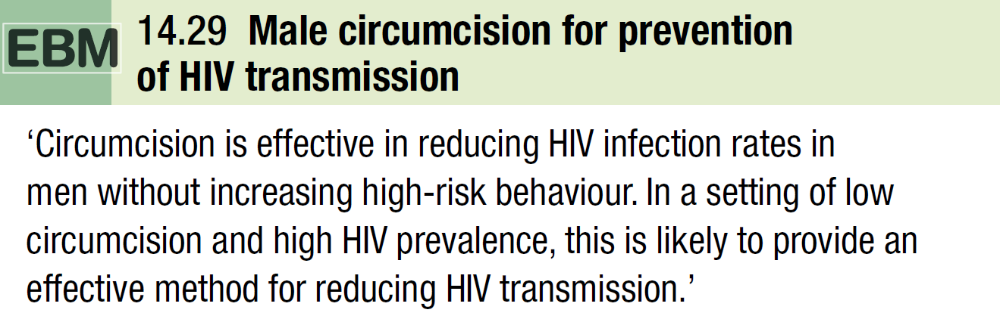 EBM
14.29 Male circumcision for prevention
of HIV transmission
‘Circumcision is effective in reducing HIV infection rates in
men without increasing high-risk behaviour. In a setting of low
circumcision and high HIV prevalence, this is likely to provide an
effective method for reducing HIV transmission.’